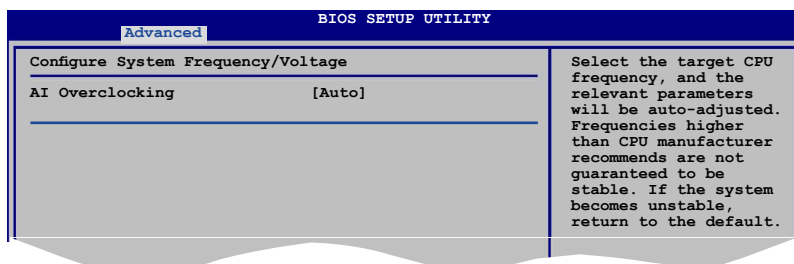 BIOS SETUP UTILITY
Advanced
Configure System Frequency/Voltage
AI Overclocking [Auto]
Select the target CPU
frequency, and the
relevant parameters
will be auto-adjusted.
Frequencies higher
than CPU manufacturer
recommends are not
guaranteed to be
stable. If the system
becomes unstable,
return to the default.